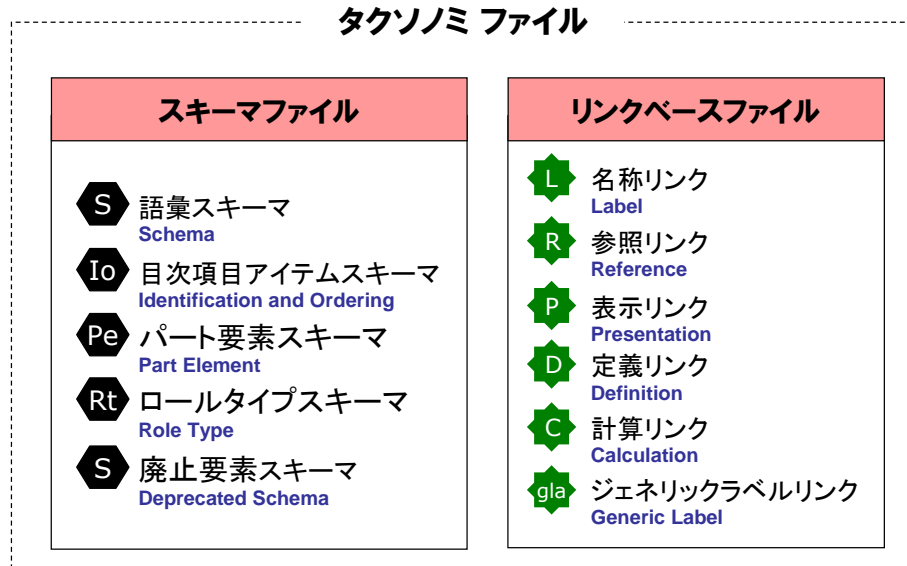 タクソノミ ファイル
スキーマファイル
S 語彙スキーマ
Schema
Io 目次項目アイテムスキーマ
Identification and Ordering
Pe パート要素スキーマ
Part Element
Rt ロールタイプスキーマ
Role Type
S 廃止要素スキーマ
Deprecated Schema
リンクベースファイル
L 名称リンク
Label
R 参照リンク
Reference
P 表示リンク
Presentation
D 定義リンク
Definition
C 計算リンク
Calculation
gla ジェネリックラベルリンク
Generic Label